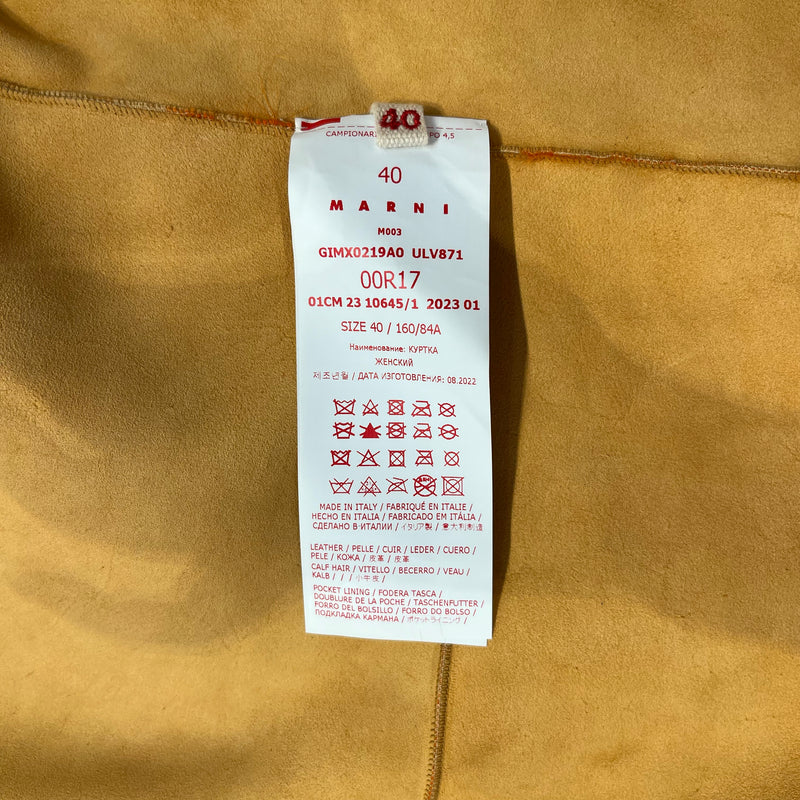 40
CAMPIONARI PO 4,5
40
MARNI
M003
GIMX0219A0 ULV871
00R17
01CM 23 10645/1 2023 01
SIZE 40 / 160/84A
Наименование: КУРТКА
ЖЕНСКИЙ
제조년월 / ДАТА ИЗГОТОВЛЕНИЯ: 08.2022
MADE IN ITALY / FABRIQUÉ EN ITALIE /
HECHO EN ITALIA / FABRICADO EM ITÁLIA /
СДЕЛАНО В ИТАЛИИ / イタリア製 / 意大利制造
LEATHER / PELLE / CUIR / LEDER / CUERO /
PELE / КОЖА / 皮革 / 皮革
CALF HAIR / VITELLO / BECERRO / VEAU /
KALB / / / 小牛皮 /
POCKET LINING / FODERA TASCA /
DOUBLURE DE LA POCHE / TASCHENFUTTER /
FORRO DEL BOLSILLO / FORRO DO BOLSO /
ПОДКЛАДКА КАРМАНА / ポケットライニング /